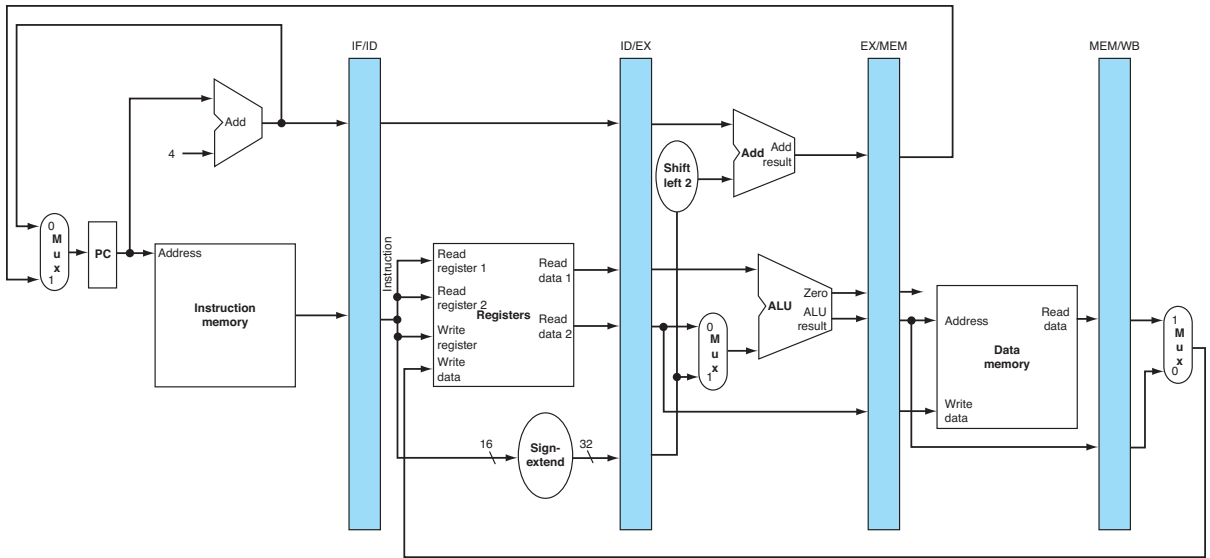 IF/ID
ID/EX
EX/MEM
MEM/WB
Add
4
Add
Add
result
Shift
left 2
0
M
u
x
1
PC
Address
Instruction
memory
Instruction
Read
register 1
Read
register 2
Write
register
Write
data
Registers
Read
data 1
Read
data 2
0
M
u
x
1
Zero
ALU
ALU
result
Address
Read
data
Data
memory
Write
data
1
M
u
x
0
16
Sign-
extend
32